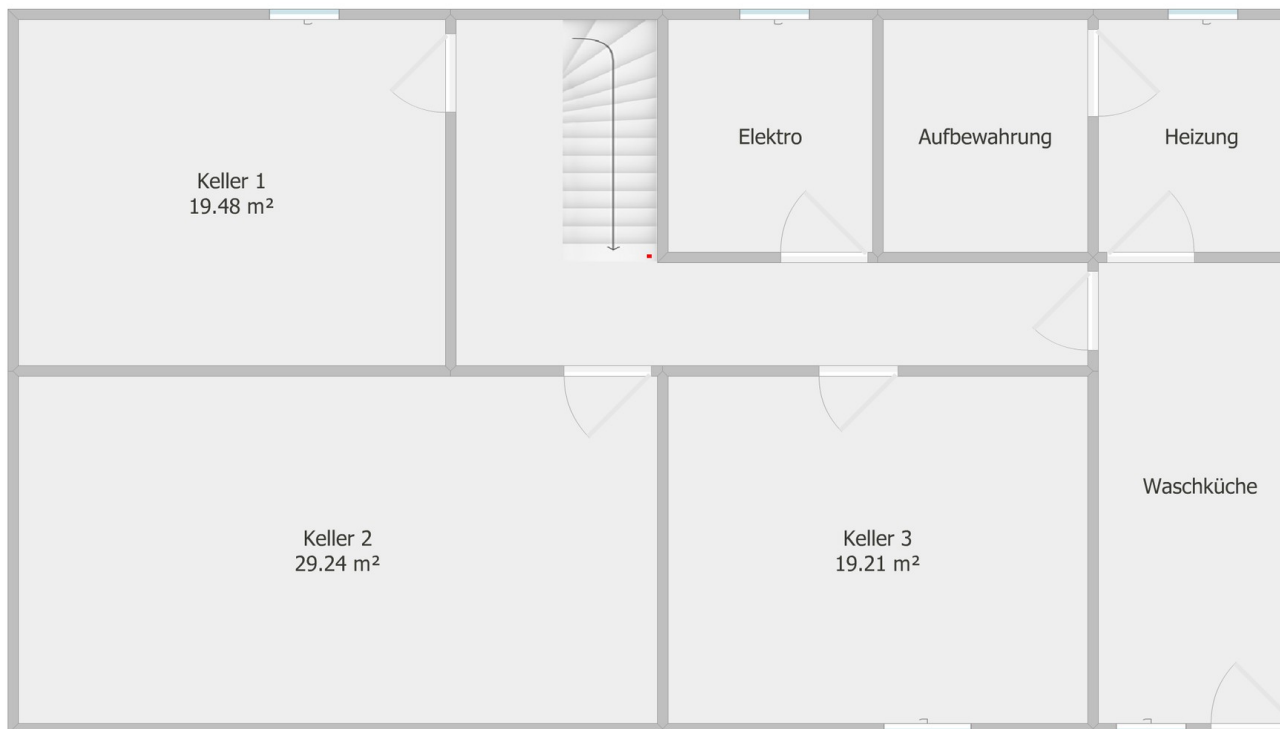 Elektro
Aufbewahrung
Heizung
Keller 1
19.48 m²
Waschküche
Keller 2
29.24 m²
Keller 3
19.21 m²